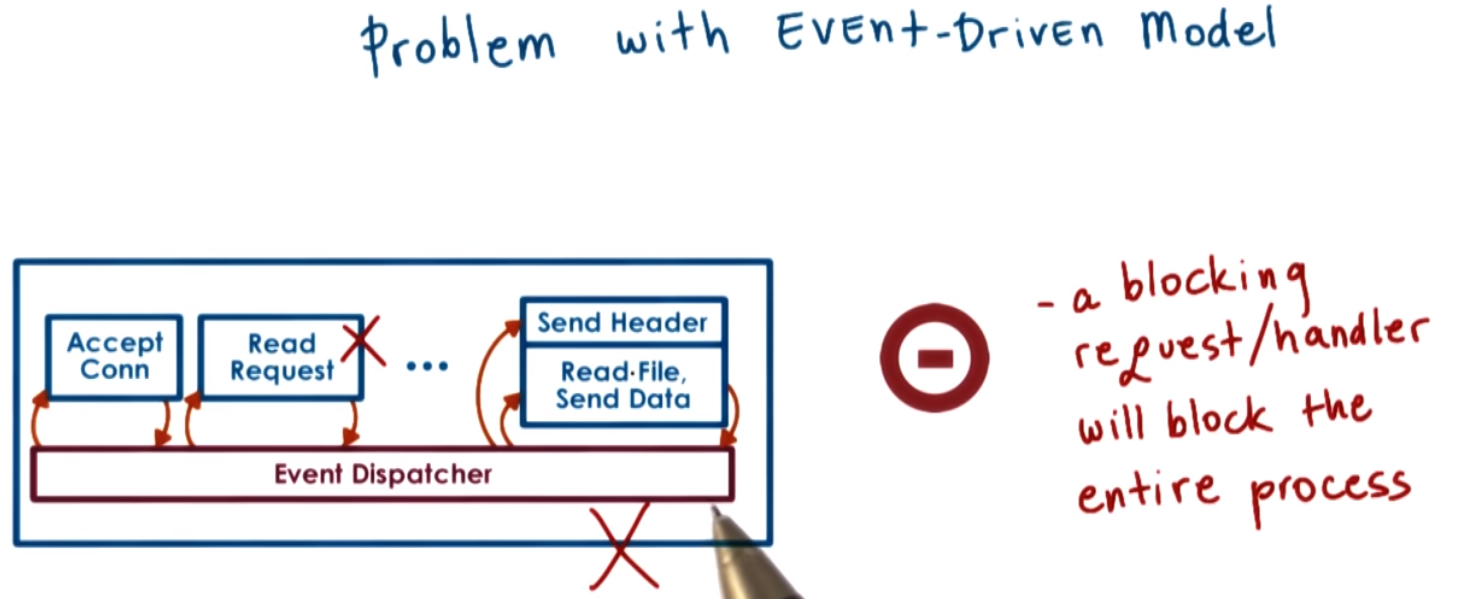 Problem with Event-Driven Model
Accept
Conn
Read
Request
...
Send Header
Read·File,
Send Data
Event Dispatcher
- a blocking
request/handler
will block the
entire process